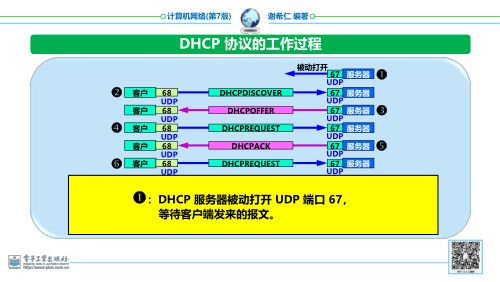 计算机网络(第7版) 谢希仁 编著
DHCP 协议的工作过程
被动打开
67 服务器 ❶
UDP
❷ 客户 68 DHCPDISCOVER 67 服务器
UDP UDP
客户 68 DHCPOFFER 67 服务器 ❸
UDP UDP
❹ 客户 68 DHCPREQUEST 67 服务器
UDP UDP
客户 68 DHCPACK 67 服务器 ❺
UDP UDP
❻ 客户 68 DHCPREQUEST 67 服务器
UDP UDP
❶：DHCP 服务器被动打开 UDP 端口 67，
等待客户端发来的报文。
电子工业出版社
http://www.phei.com.cn